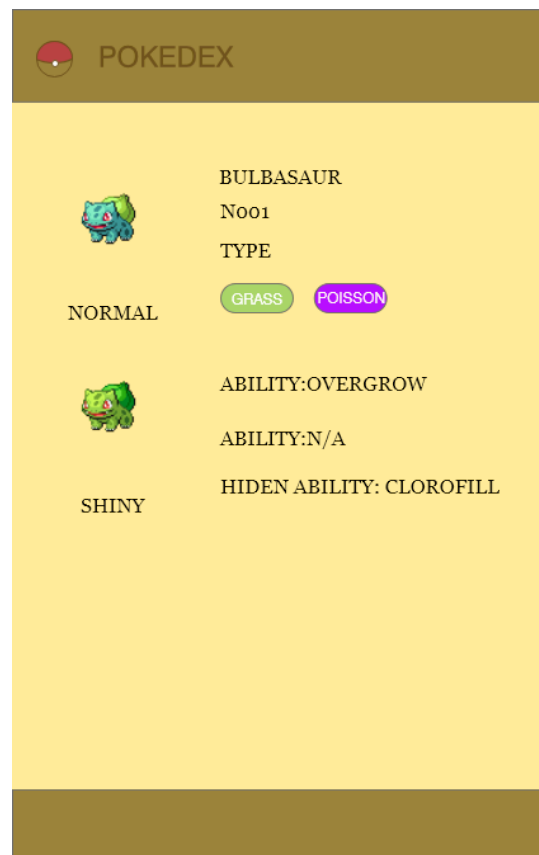 POKEDEX
BULBASAUR
N001
TYPE
GRASS POISSON
NORMAL
ABILITY:OVERGROW
ABILITY:N/A
HIDEN ABILITY: CLOROFILL
SHINY